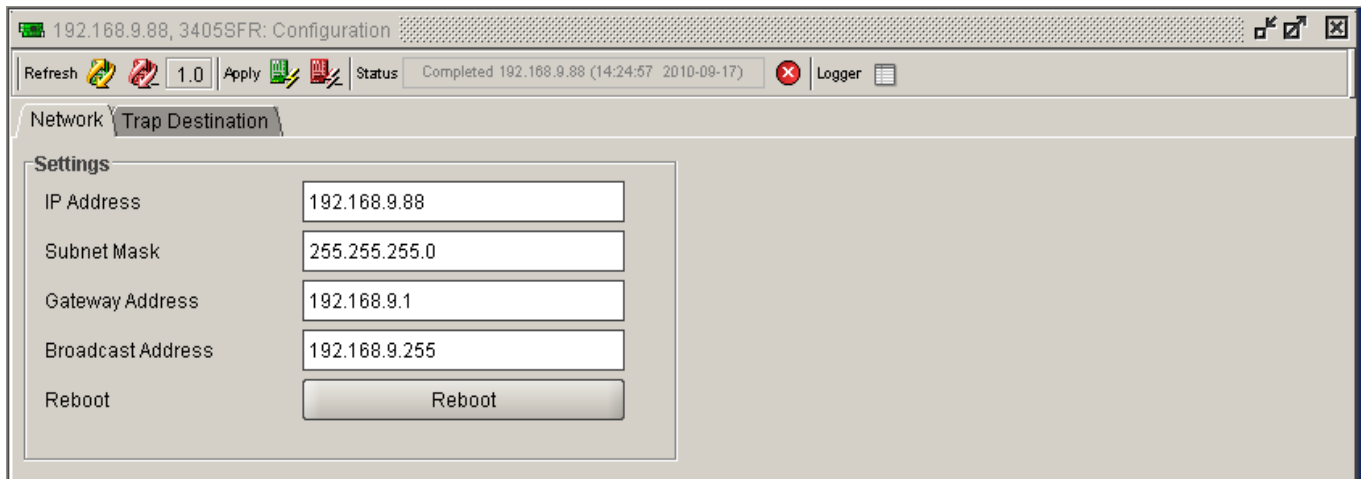 192.168.9.88, 3405SFR: Configuration
Refresh 1.0 Apply Status Completed 192.168.9.88 (14:24:57 2010-09-17) Logger
Network Trap Destination
Settings
IP Address 192.168.9.88
Subnet Mask 255.255.255.0
Gateway Address 192.168.9.1
Broadcast Address 192.168.9.255
Reboot Reboot